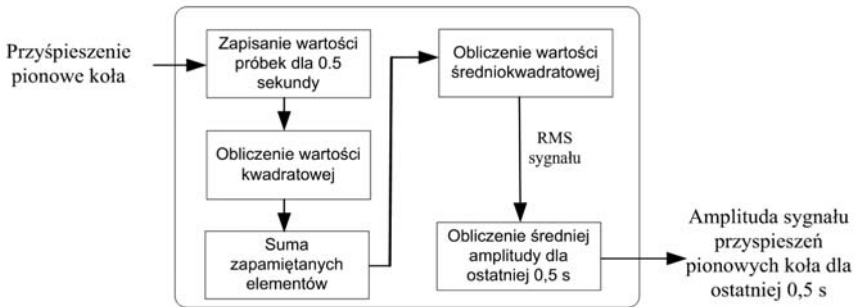 Przyśpieszenie
pionowe koła
Zapisanie wartości
próbek dla 0.5
sekundy
Obliczenie wartości
kwadratowej
Suma
zapamiętanych
elementów
Obliczenie wartości
średniokwadratowej
RMS
sygnału
Obliczenie średniej
amplitudy dla
ostatniej 0,5 s
Amplituda sygnału
przyspieszeń
pionowych koła dla
ostatniej 0,5 s